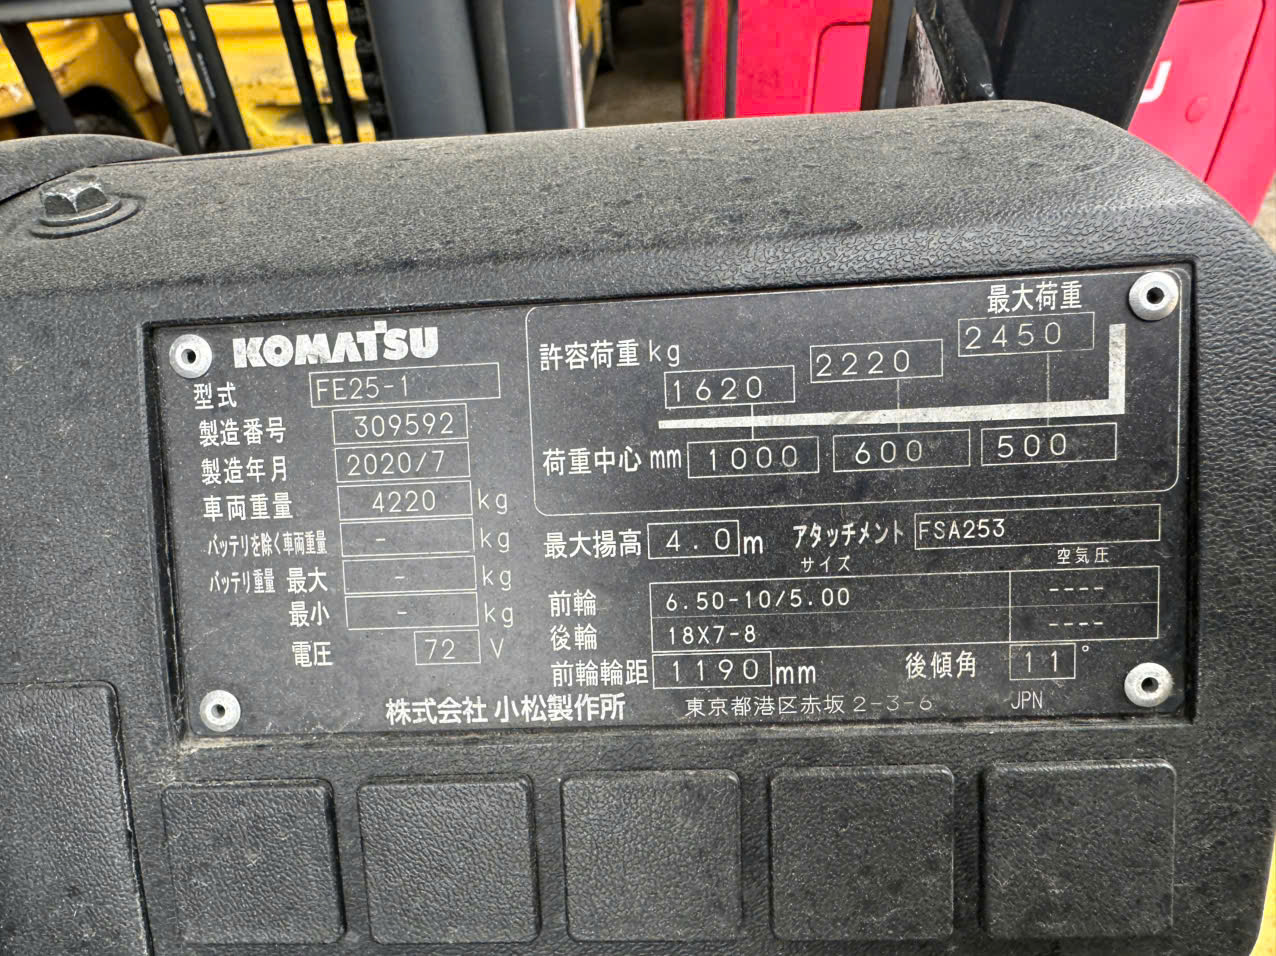 KOMATSU
型式 FE25-1
製造番号 309592
製造年月 2020/7
車両重量 4220 kg
バッテリを除く車両重量 - kg
バッテリ重量 最大 - kg
最小 - kg
電圧 72 V
最大荷重
許容荷重 kg 1620 2220 2450
荷重中心 mm 1000 600 500
最大揚高 4.0 m アタッチメント FSA253
サイズ 空気圧
前輪 6.50-10/5.00 ----
後輪 18X7-8 ----
前輪輪距 1190 mm 後傾角 11°
株式会社 小松製作所 東京都港区赤坂 2-3-6 JPN
U